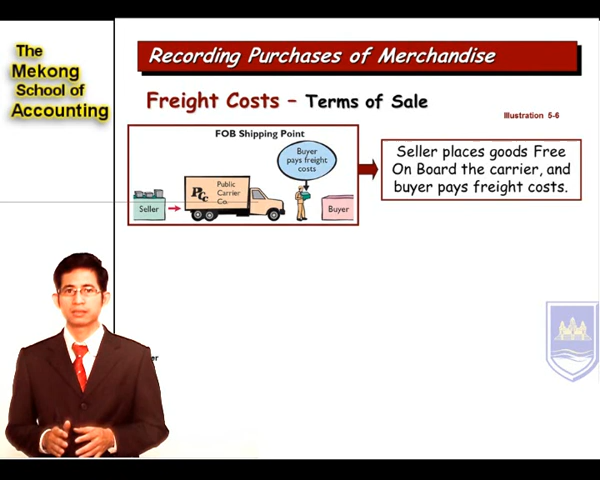 The
Mekong
School of
Accounting
Recording Purchases of Merchandise
Freight Costs – Terms of Sale
Illustration 5-6
FOB Shipping Point
Buyer
pays freight
costs
Public
Carrier
Co.
PCC
Seller
Buyer
Seller places goods Free
On Board the carrier, and
buyer pays freight costs.